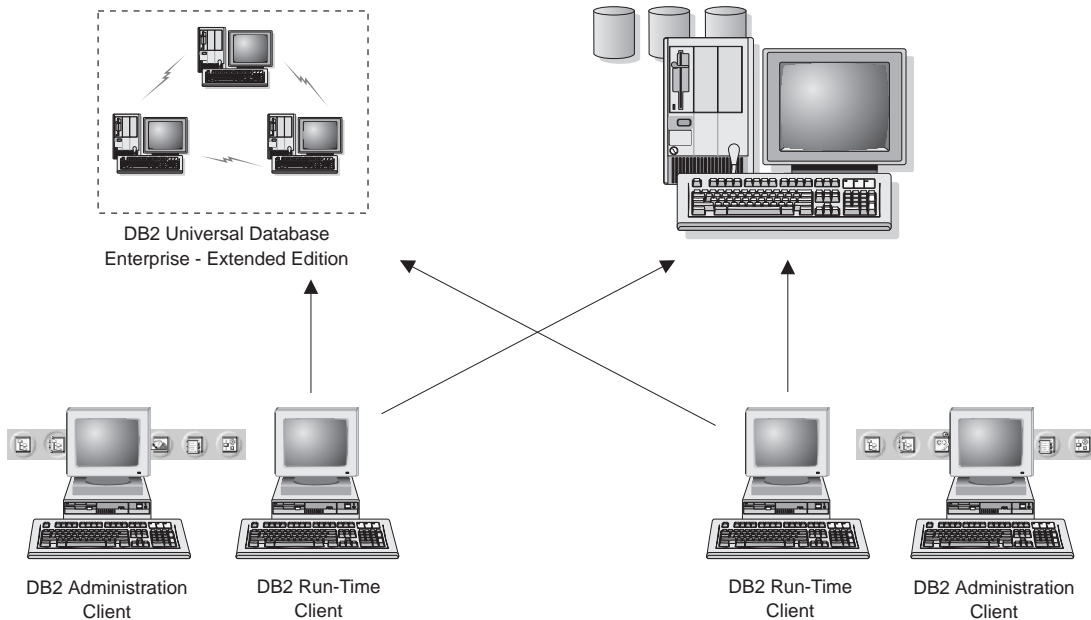 DB2 Universal Database
Enterprise - Extended Edition
DB2 Administration
Client
DB2 Run-Time
Client
DB2 Run-Time
Client
DB2 Administration
Client